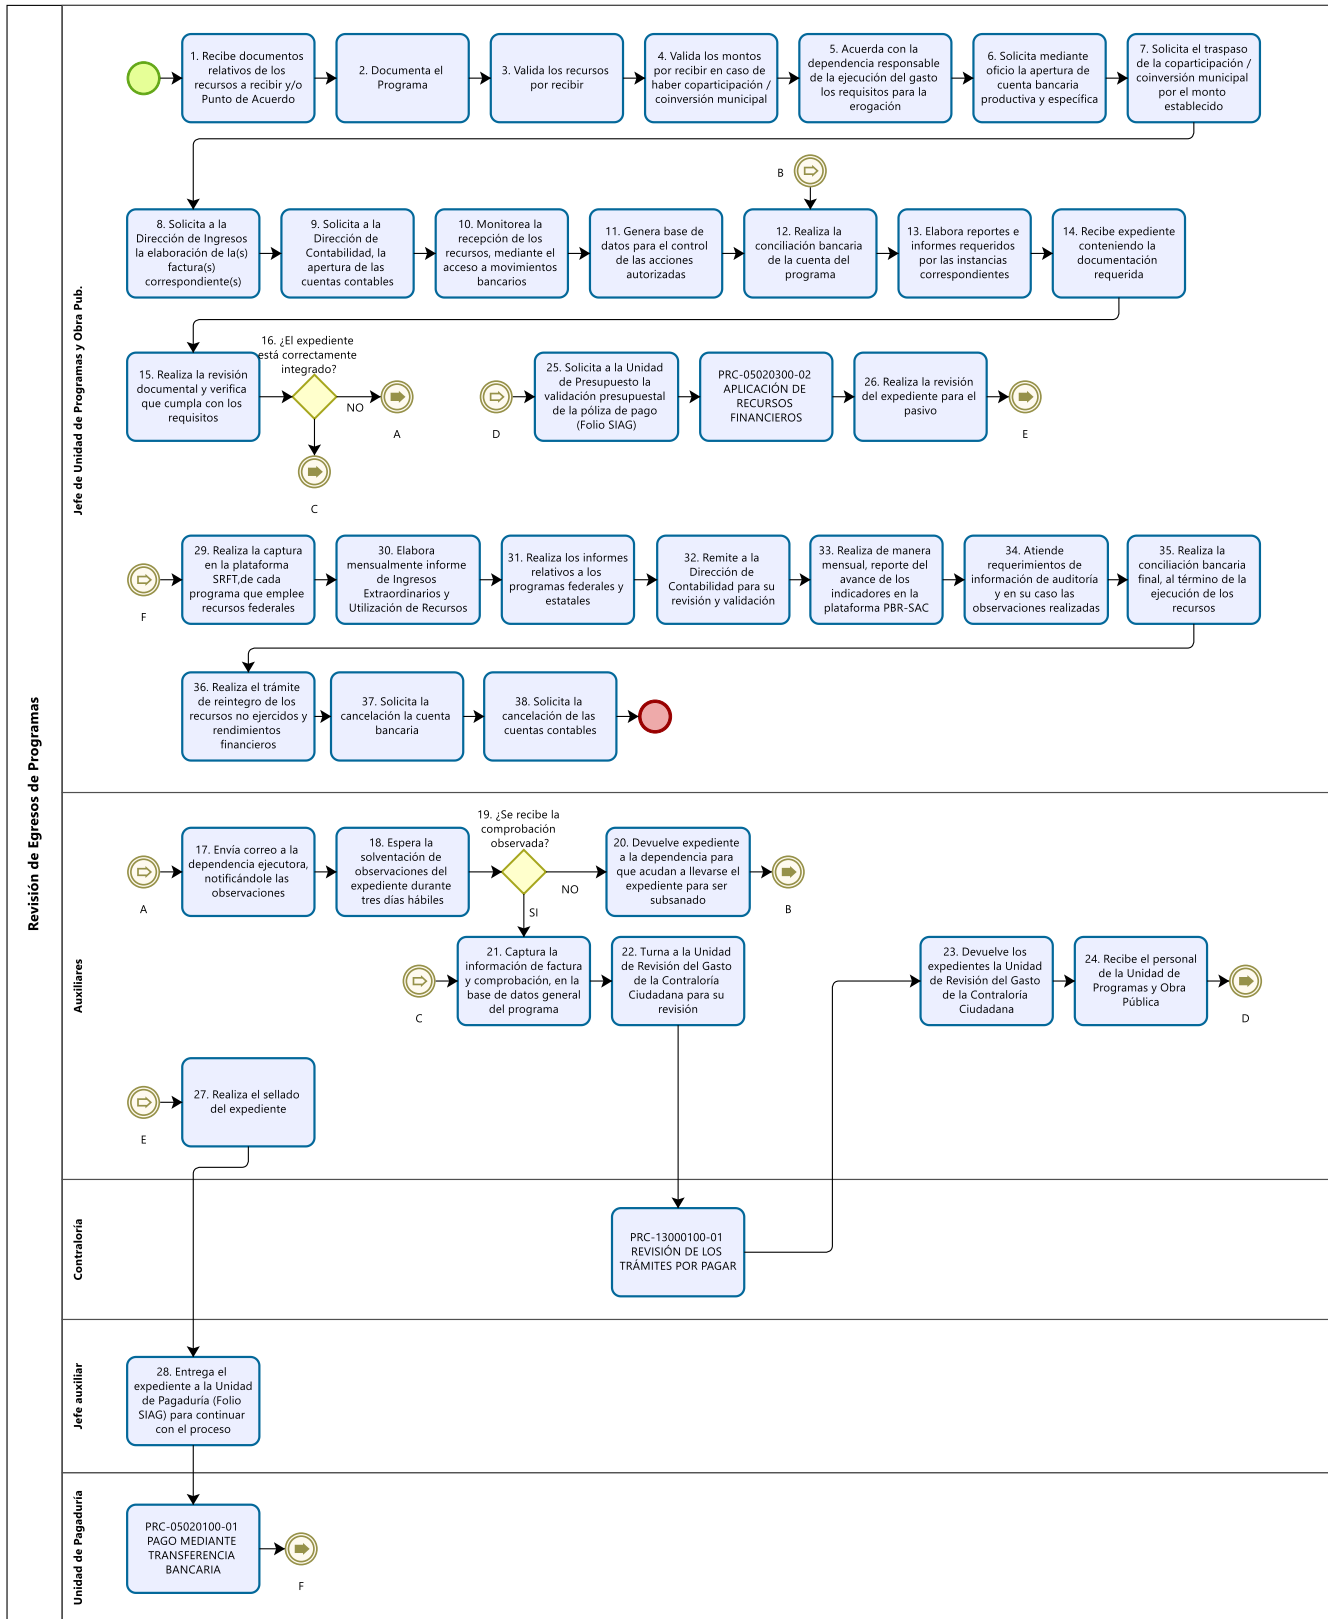 Revisión de Egresos de Programas
Jefe de Unidad de Programas y Obra Pub.
1. Recibe documentos
relativos de los
recursos a recibir y/o
Punto de Acuerdo
2. Documenta el
Programa
3. Valida los recursos
por recibir
4. Valida los montos
por recibir en caso de
haber coparticipación /
coinversión municipal
5. Acuerda con la
dependencia responsable
de la ejecución del gasto
los requisitos para la
erogación
6. Solicita mediante
oficio la apertura de
cuenta bancaria
productiva y específica
7. Solicita el traspaso
de la coparticipación /
coinversión municipal
por el monto
establecido
B
8. Solicita a la
Dirección de Ingresos
la elaboración de la(s)
factura(s)
correspondiente(s)
9. Solicita a la
Dirección de
Contabilidad, la
apertura de las
cuentas contables
10. Monitorea la
recepción de los
recursos, mediante el
acceso a movimientos
bancarios
11. Genera base de
datos para el control
de las acciones
autorizadas
12. Realiza la
conciliación bancaria
de la cuenta del
programa
13. Elabora reportes e
informes requeridos
por las instancias
correspondientes
14. Recibe expediente
conteniendo la
documentación
requerida
15. Realiza la revisión
documental y verifica
que cumpla con los
requisitos
16. ¿El expediente
está correctamente
integrado?
NO
A
C
D
25. Solicita a la Unidad
de Presupuesto la
validación presupuestal
de la póliza de pago
(Folio SIAG)
PRC-05020300-02
APLICACIÓN DE
RECURSOS
FINANCIEROS
26. Realiza la revisión
del expediente para el
pasivo
E
F
29. Realiza la captura
en la plataforma
SRFT,de cada
programa que emplee
recursos federales
30. Elabora
mensualmente informe
de Ingresos
Extraordinarios y
Utilización de Recursos
31. Realiza los informes
relativos a los
programas federales y
estatales
32. Remite a la
Dirección de
Contabilidad para su
revisión y validación
33. Realiza de manera
mensual, reporte del
avance de los
indicadores en la
plataforma PBR-SAC
34. Atiende
requerimientos de
información de auditoría
y en su caso las
observaciones realizadas
35. Realiza la
conciliación bancaria
final, al término de la
ejecución de los
recursos
36. Realiza el trámite
de reintegro de los
recursos no ejercidos y
rendimientos
financieros
37. Solicita la
cancelación la cuenta
bancaria
38. Solicita la
cancelación de las
cuentas contables
Auxiliares
A
17. Envía correo a la
dependencia ejecutora,
notificándole las
observaciones
18. Espera la
solventación de
observaciones del
expediente durante
tres días hábiles
19. ¿Se recibe la
comprobación
observada?
NO
SI
20. Devuelve expediente
a la dependencia para
que acudan a llevarse el
expediente para ser
subsanado
B
C
21. Captura la
información de factura
y comprobación, en la
base de datos general
del programa
22. Turna a la Unidad
de Revisión del Gasto
de la Contraloría
Ciudadana para su
revisión
23. Devuelve los
expedientes la Unidad
de Revisión del Gasto
de la Contraloría
Ciudadana
24. Recibe el personal
de la Unidad de
Programas y Obra
Pública
D
E
27. Realiza el sellado
del expediente
Contraloría
PRC-13000100-01
REVISIÓN DE LOS
TRÁMITES POR PAGAR
Jefe auxiliar
28. Entrega el
expediente a la Unidad
de Pagaduría (Folio
SIAG) para continuar
con el proceso
Unidad de Pagaduría
PRC-05020100-01
PAGO MEDIANTE
TRANSFERENCIA
BANCARIA
F